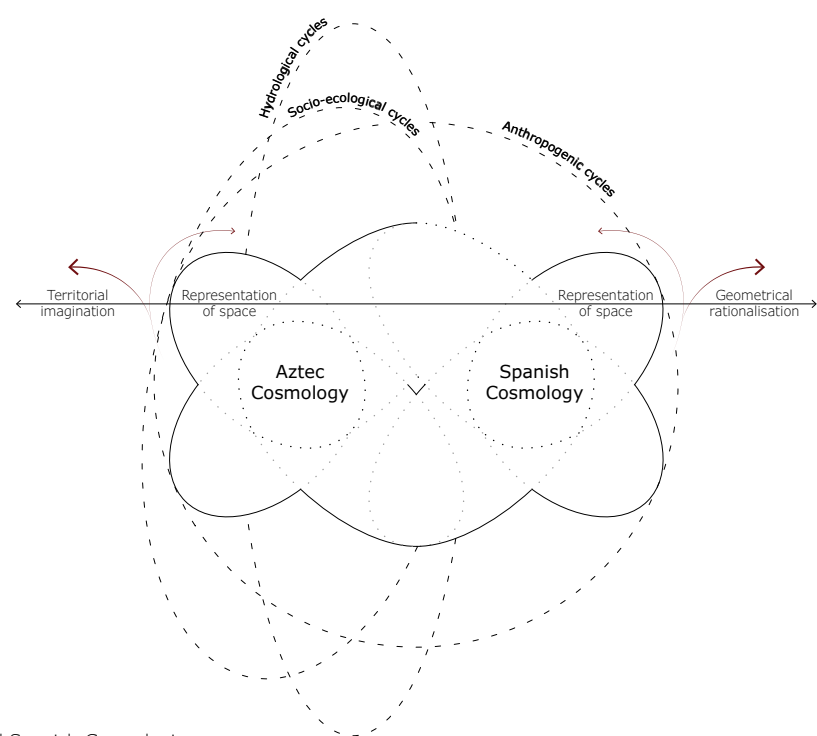 Hydrological cycles
Socio-ecological cycles
Anthropogenic cycles
Territorial
imagination
Representation
of space
Representation
of space
Geometrical
rationalisation
Aztec
Cosmology
Spanish
Cosmology